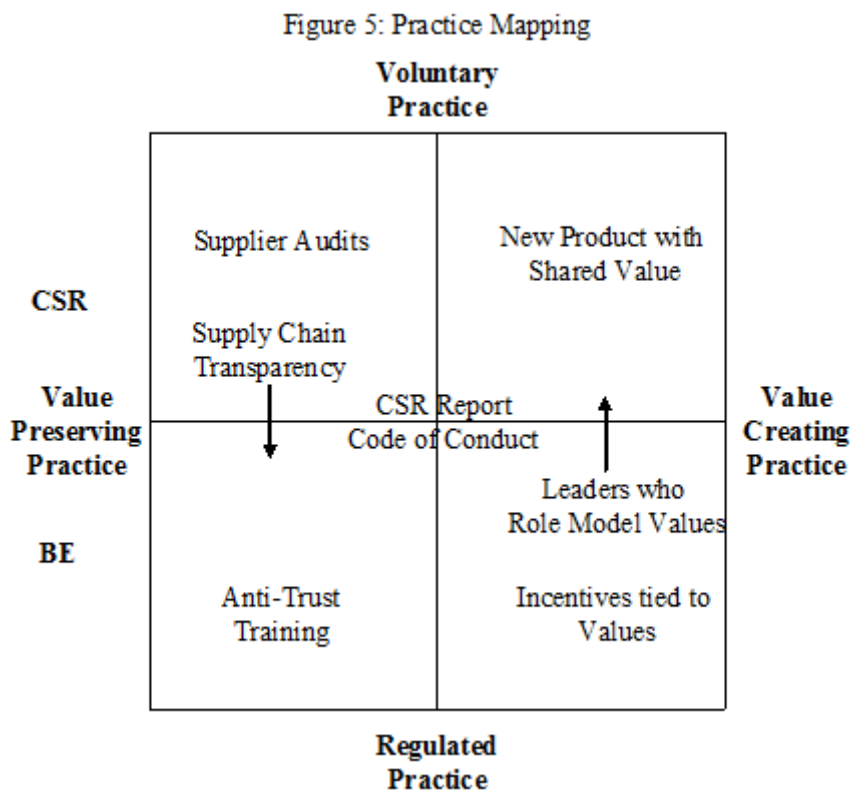 Figure 5: Practice Mapping
Voluntary
Practice
Supplier Audits
New Product with
Shared Value
CSR
Supply Chain
Transparency
Value
Preserving
Practice
CSR Report
Code of Conduct
Value
Creating
Practice
Leaders who
Role Model Values
BE
Anti-Trust
Training
Incentives tied to
Values
Regulated
Practice